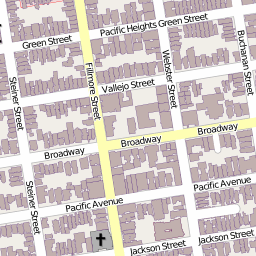 Pacific Heights Green Street
Green Street
Buchanan Street
Webster Street
Fillmore Street
Steiner Street
Vallejo Street
Broadway
Broadway
Broadway
Pacific Avenue
Pacific Avenue
Steiner Street
Jackson Street
Jackson Street